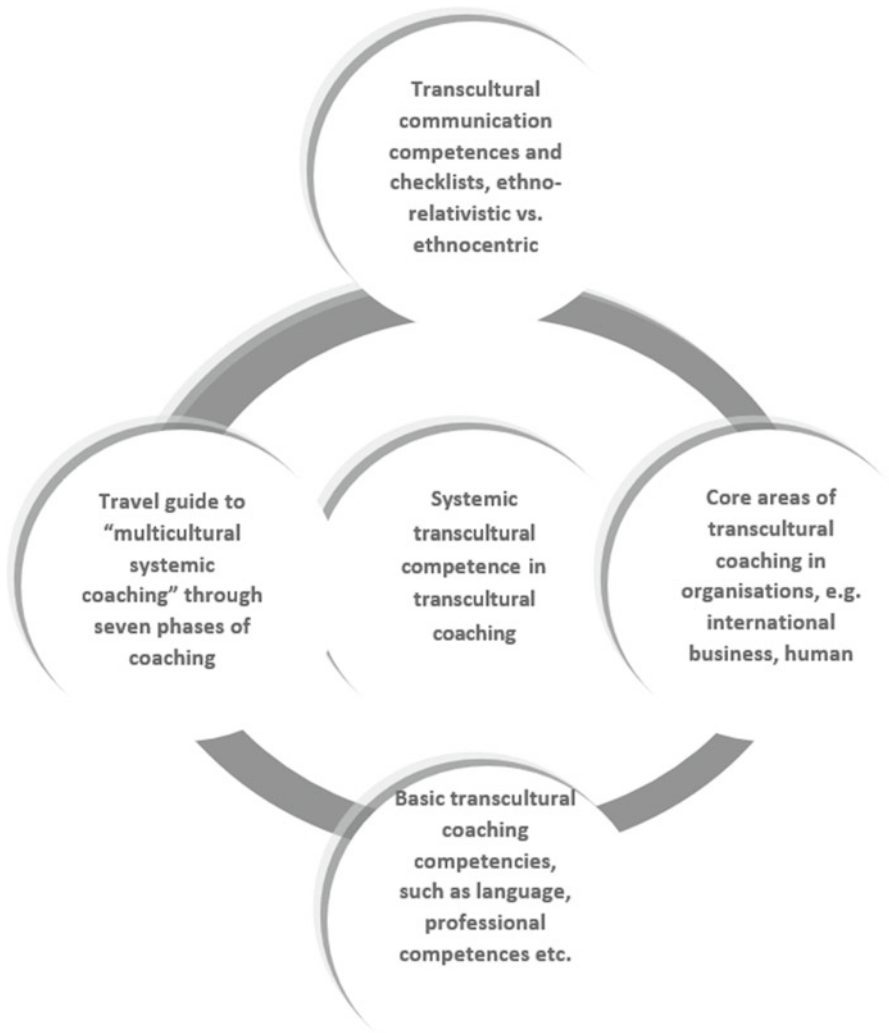 Transcultural
communication
competences and
checklists, ethno-
relativistic vs.
ethnocentric
Travel guide to
“multicultural
systemic
coaching” through
seven phases of
coaching
Systemic
transcultural
competence in
transcultural
coaching
Core areas of
transcultural
coaching in
organisations, e.g.
international
business, human
Basic transcultural
coaching
competencies,
such as language,
professional
competences etc.